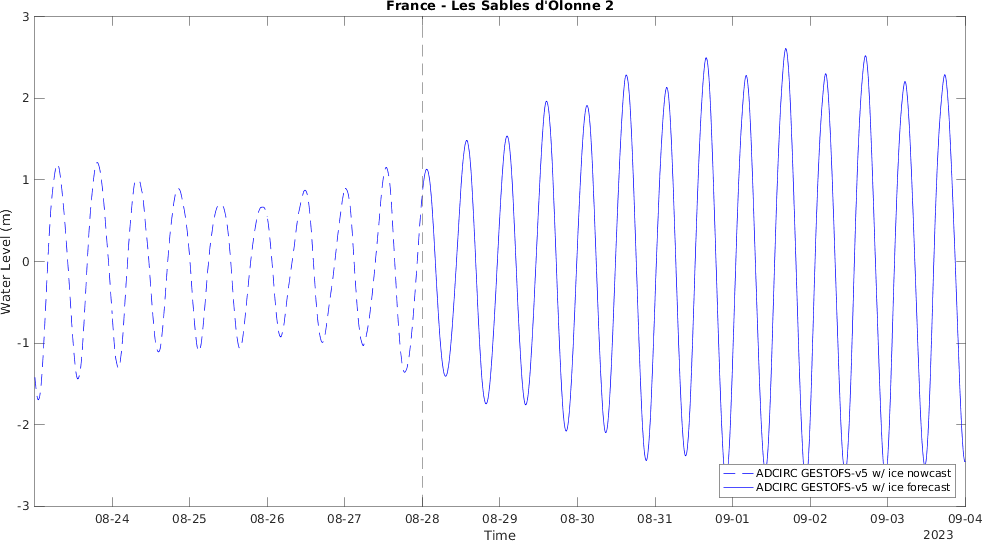 France - Les Sables d'Olonne 2
Water Level (m)
3
2
1
0
-1
-2
-3
ADCIRC GESTOFS-v5 w/ ice nowcast
ADCIRC GESTOFS-v5 w/ ice forecast
08-24 08-25 08-26 08-27 08-28 08-29 08-30 08-31 09-01 09-02 09-03 09-04
Time 2023